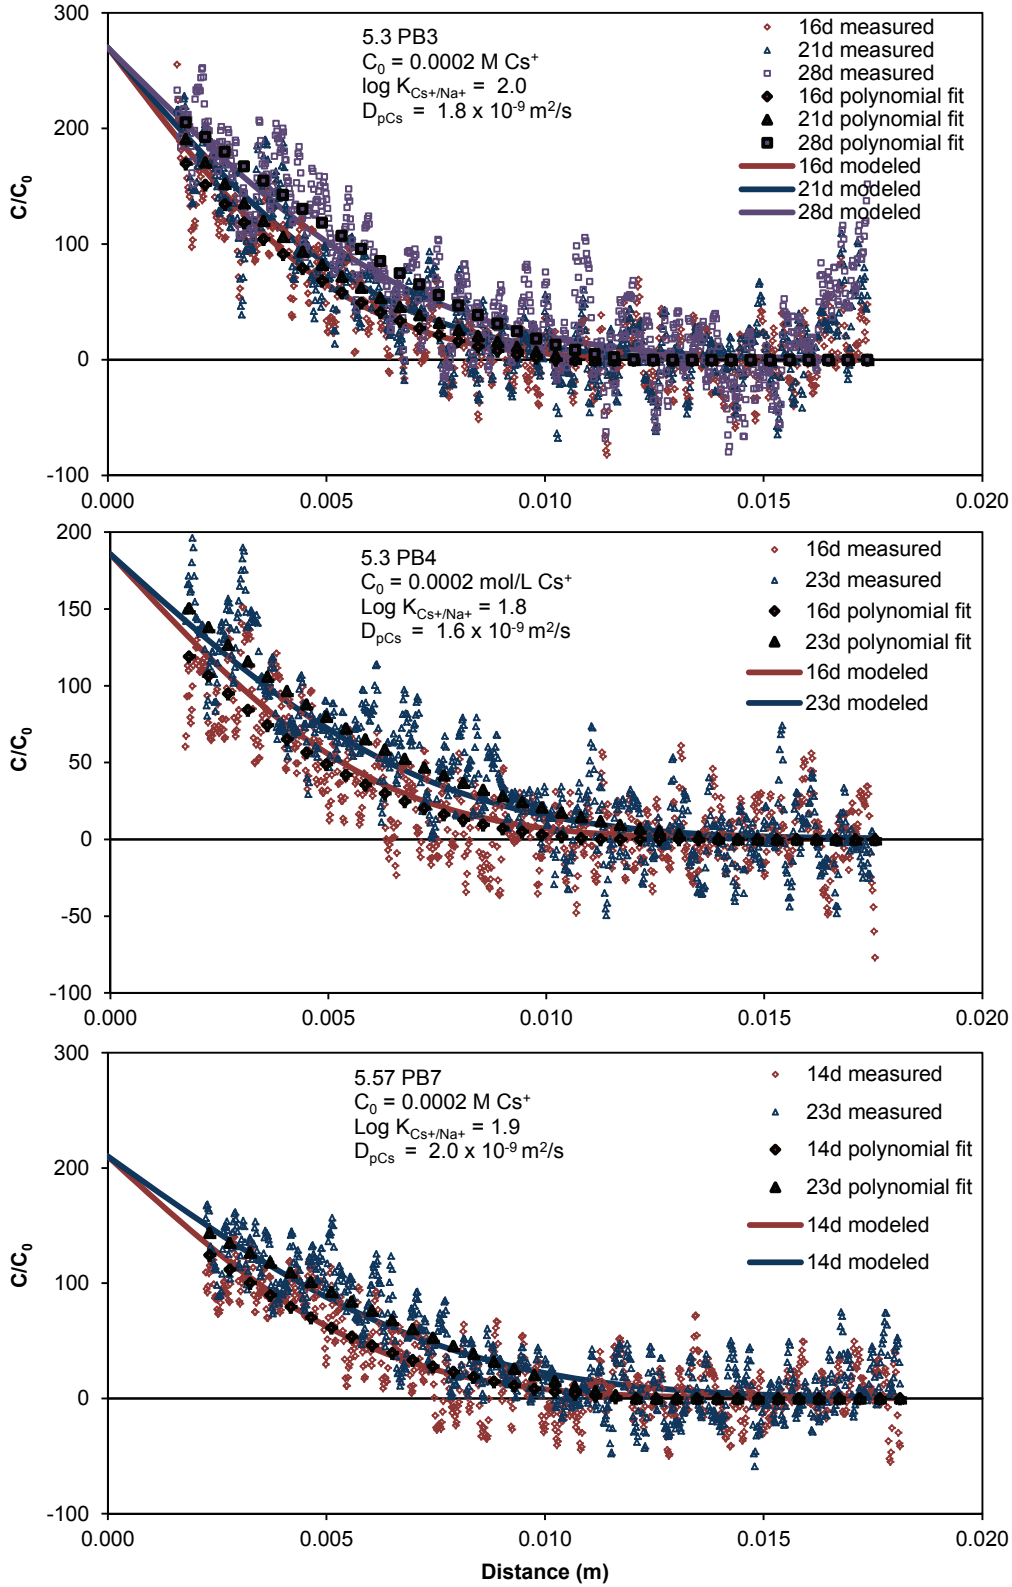 300
200
100
0
-100
C/C₀
5.3 PB3
C₀ = 0.0002 M Cs⁺
log K_Cs+/Na+ = 2.0
D_pCs = 1.8 x 10⁻⁹ m²/s
16d measured
21d measured
28d measured
16d polynomial fit
21d polynomial fit
28d polynomial fit
16d modeled
21d modeled
28d modeled
0.000 0.005 0.010 0.015 0.020
200
150
100
50
0
-50
-100
C/C₀
5.3 PB4
C₀ = 0.0002 mol/L Cs⁺
Log K_Cs+/Na+ = 1.8
D_pCs = 1.6 x 10⁻⁹ m²/s
16d measured
23d measured
16d polynomial fit
23d polynomial fit
16d modeled
23d modeled
0.000 0.005 0.010 0.015 0.020
300
200
100
0
-100
C/C₀
5.57 PB7
C₀ = 0.0002 M Cs⁺
Log K_Cs+/Na+ = 1.9
D_pCs = 2.0 x 10⁻⁹ m²/s
14d measured
23d measured
14d polynomial fit
23d polynomial fit
14d modeled
14d modeled
0.000 0.005 0.010 0.015 0.020
Distance (m)